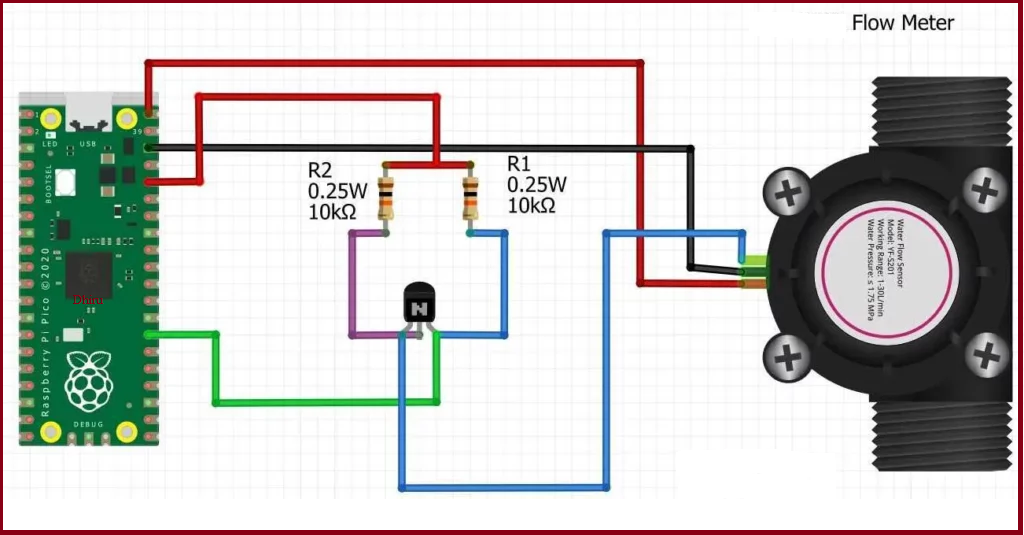 Flow Meter
1
2
39
LED
USB
BOOTSEL
R2
0.25W
10kΩ
R1
0.25W
10kΩ
Raspberry Pi Pico ©2020
DEBUG
N
Water Flow Sensor
Model: YF-S201
Working Range: 1-30L/min
Water Pressure: ≤ 1.75 MPa